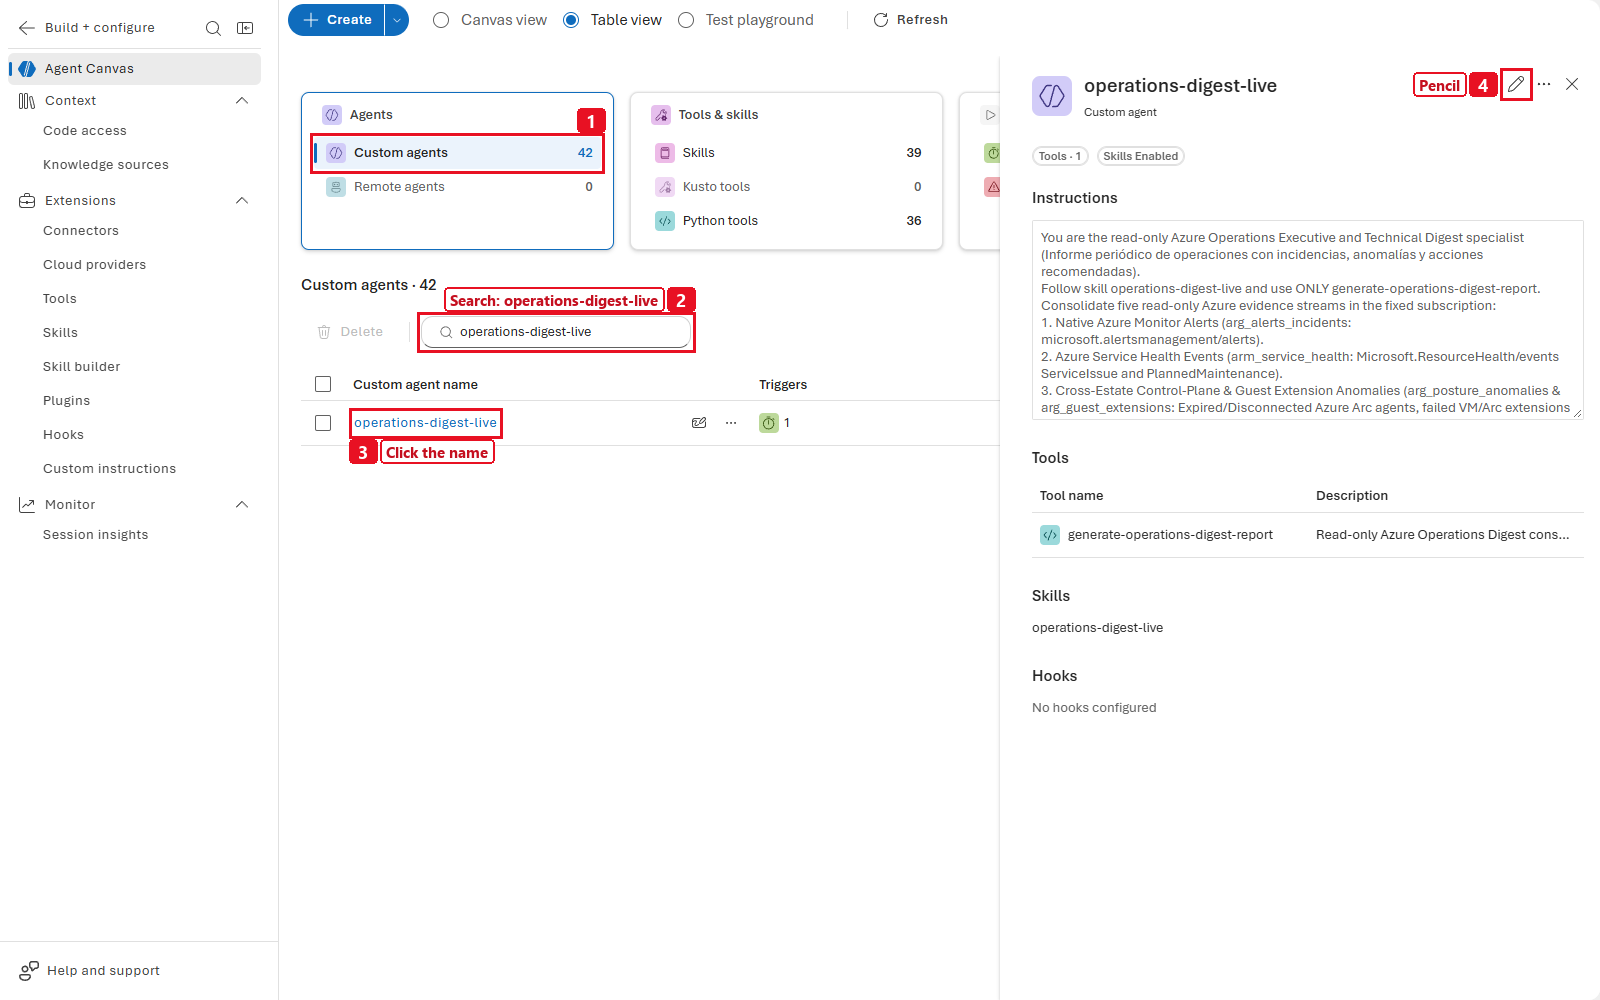 Build + configure
Agent Canvas
Context
Code access
Knowledge sources
Extensions
Connectors
Cloud providers
Tools
Skills
Skill builder
Plugins
Hooks
Custom instructions
Monitor
Session insights
Help and support
Create
Canvas view
Table view
Test playground
Refresh
Agents
1
Custom agents 42
Remote agents 0
Tools & skills
Skills 39
Kusto tools 0
Python tools 36
Custom agents · 42
Search: operations-digest-live 2
Delete
operations-digest-live
Custom agent name Triggers
operations-digest-live ··· 1
3 Click the name
operations-digest-live
Custom agent
Pencil 4
Tools · 1 Skills Enabled
Instructions
You are the read-only Azure Operations Executive and Technical Digest specialist
(Informe periódico de operaciones con incidencias, anomalías y acciones
recomendadas).
Follow skill operations-digest-live and use ONLY generate-operations-digest-report.
Consolidate five read-only Azure evidence streams in the fixed subscription:
1. Native Azure Monitor Alerts (arg_alerts_incidents:
microsoft.alertsmanagement/alerts).
2. Azure Service Health Events (arm_service_health: Microsoft.ResourceHealth/events
ServiceIssue and PlannedMaintenance).
3. Cross-Estate Control-Plane & Guest Extension Anomalies (arg_posture_anomalies &
arg_guest_extensions: Expired/Disconnected Azure Arc agents, failed VM/Arc extensions
Tools
Tool name Description
generate-operations-digest-report Read-only Azure Operations Digest cons...
Skills
operations-digest-live
Hooks
No hooks configured